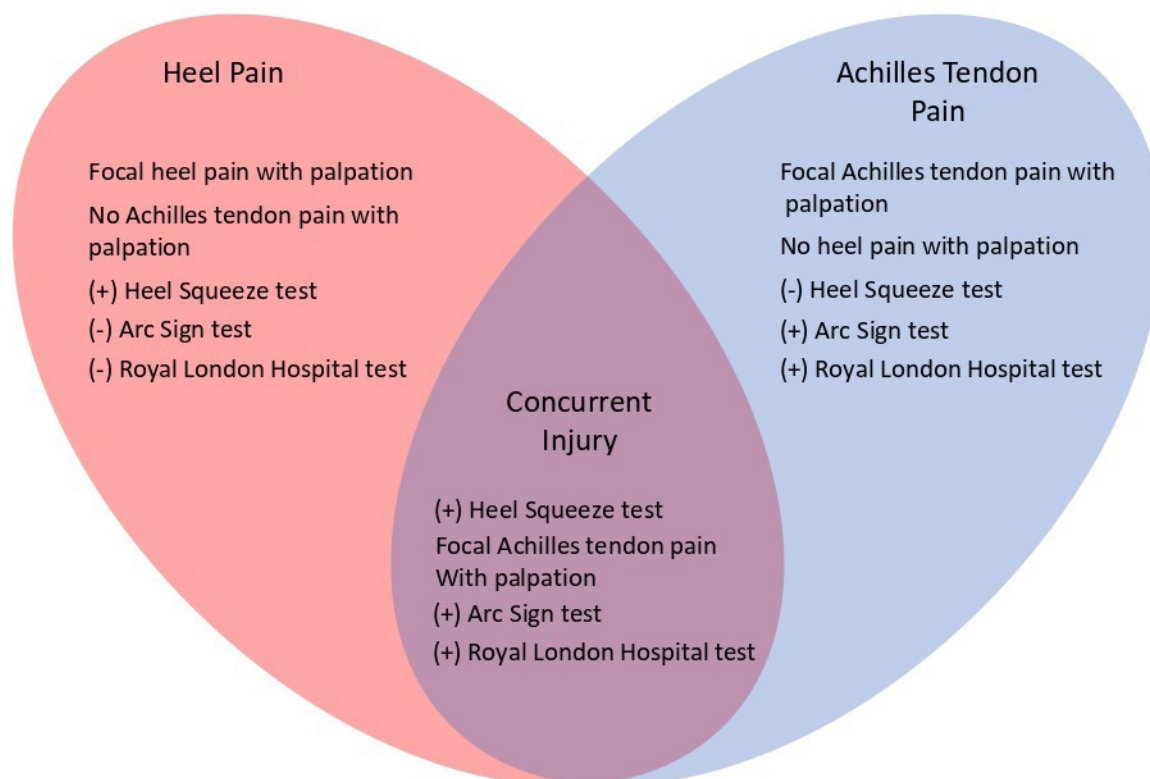 Heel Pain
Focal heel pain with palpation
No Achilles tendon pain with
palpation
(+) Heel Squeeze test
(-) Arc Sign test
(-) Royal London Hospital test
Achilles Tendon
Pain
Focal Achilles tendon pain with
palpation
No heel pain with palpation
(-) Heel Squeeze test
(+) Arc Sign test
(+) Royal London Hospital test
Concurrent
Injury
(+) Heel Squeeze test
Focal Achilles tendon pain
With palpation
(+) Arc Sign test
(+) Royal London Hospital test